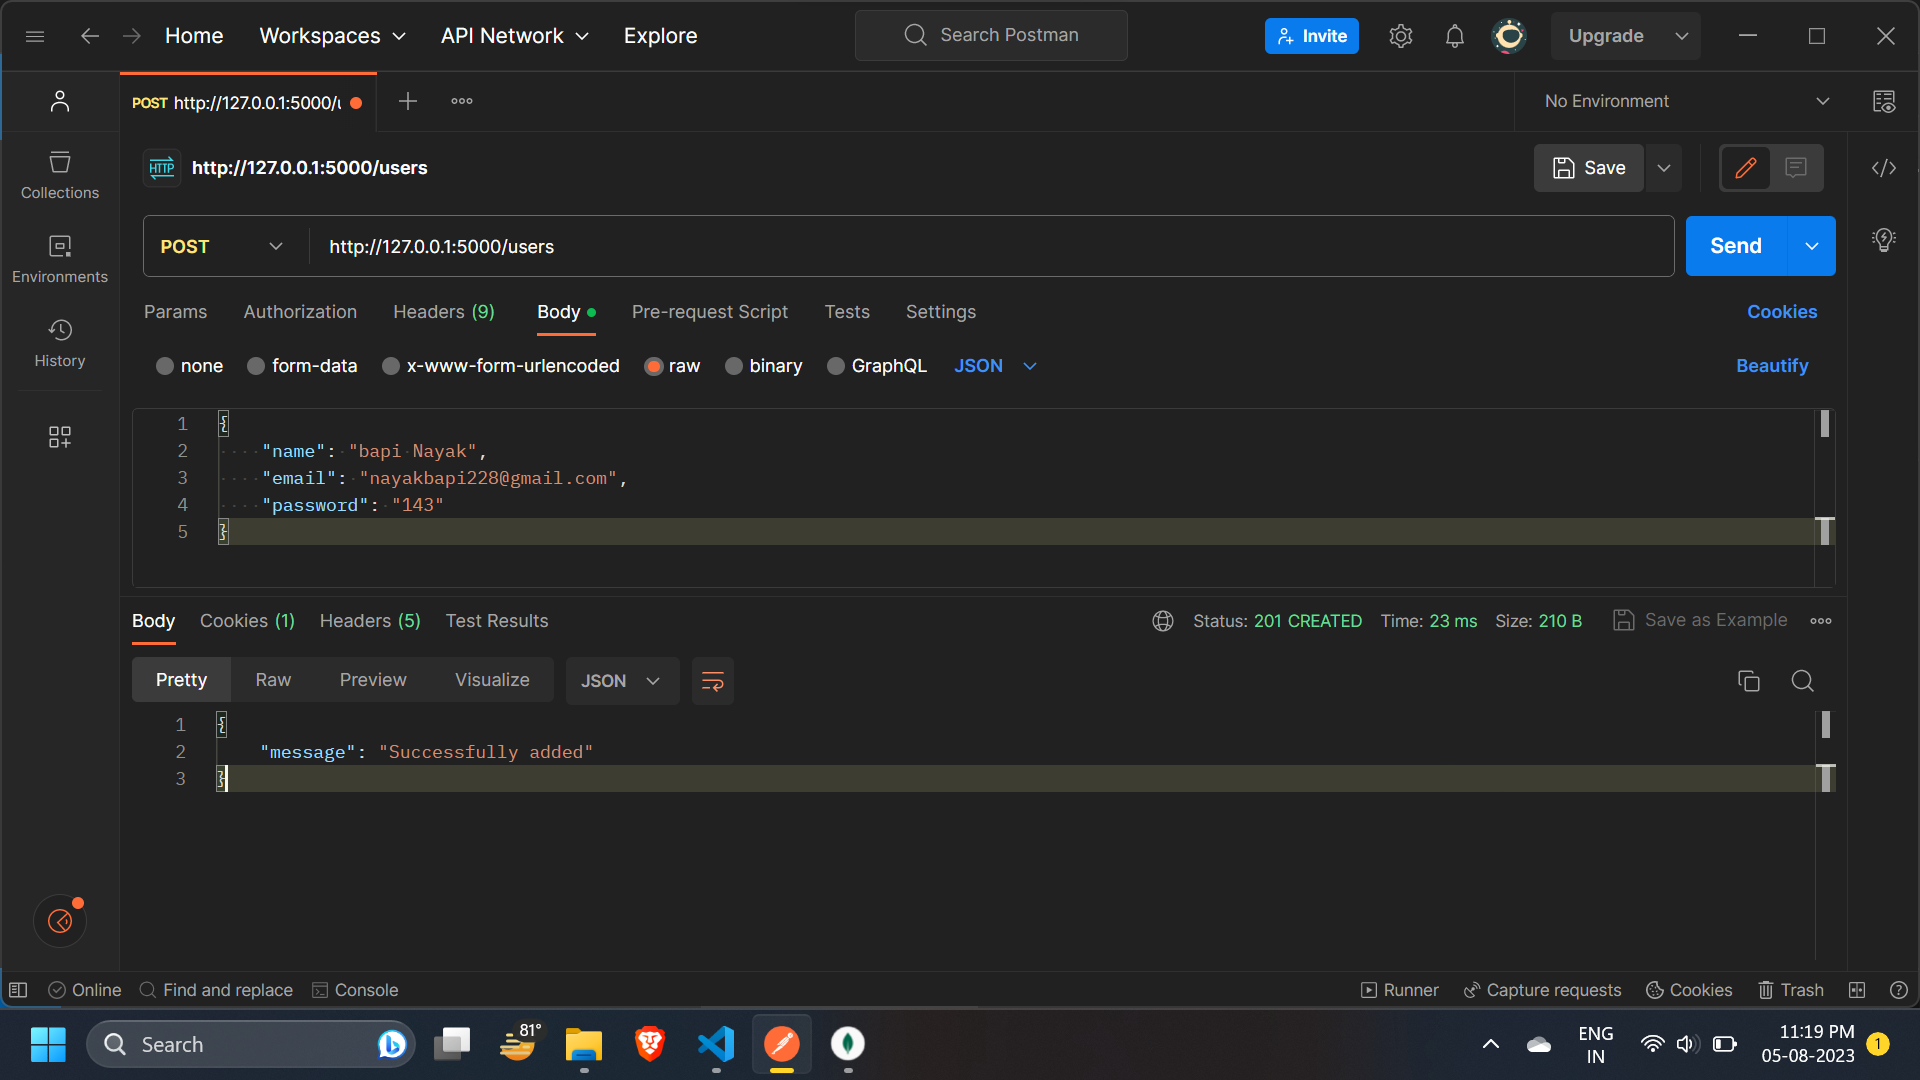 Home Workspaces API Network Explore Search Postman Invite Upgrade
POST http://127.0.0.1:5000/u No Environment
HTTP http://127.0.0.1:5000/users Save
Collections
POST http://127.0.0.1:5000/users Send
Environments
Params Authorization Headers (9) Body Pre-request Script Tests Settings Cookies
History
none form-data x-www-form-urlencoded raw binary GraphQL JSON Beautify
1 {
2 "name": "bapi Nayak",
3 "email": "nayakbapi228@gmail.com",
4 "password": "143"
5 }
Body Cookies (1) Headers (5) Test Results Status: 201 CREATED Time: 23 ms Size: 210 B Save as Example
Pretty Raw Preview Visualize JSON
1 {
2 "message": "Successfully added"
3 }
Online Find and replace Console Runner Capture requests Cookies Trash
Search 81° ENG 11:19 PM 1
IN 05-08-2023